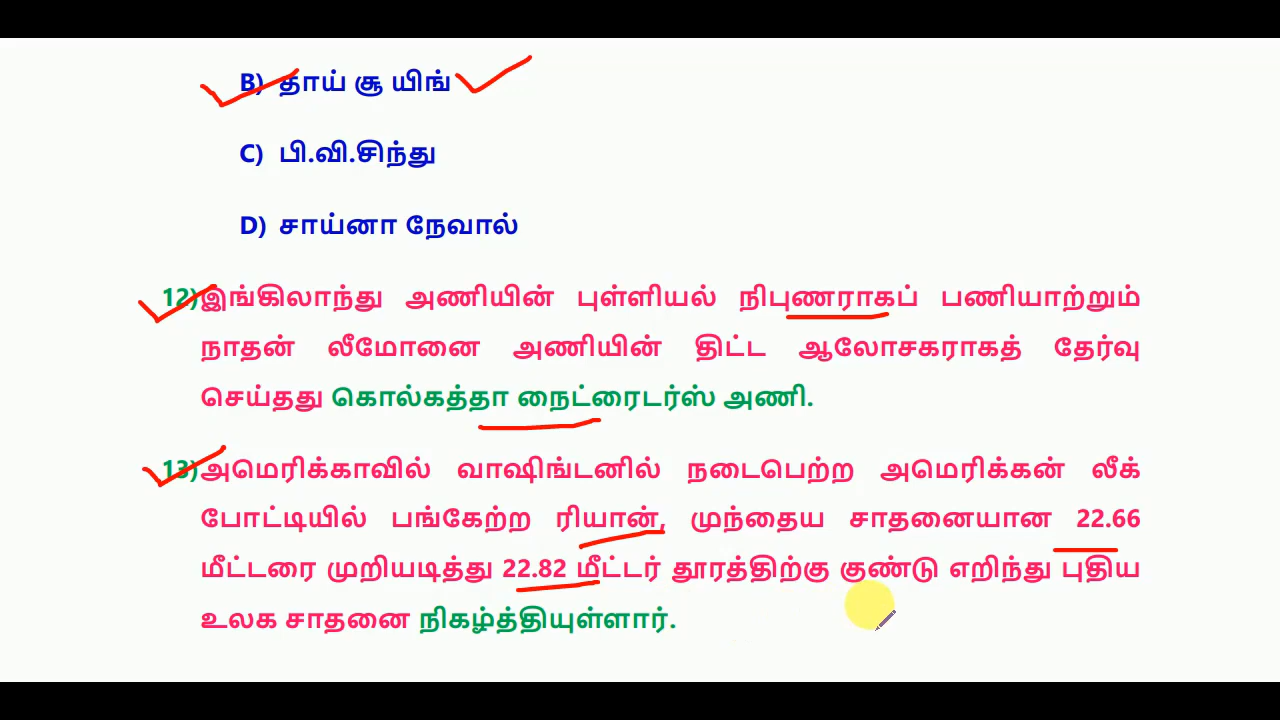 B) தாய் சூ யிங்
C) பி.வி.சிந்து
D) சாய்னா நேவால்
12)இங்கிலாந்து அணியின் புள்ளியல் நிபுணராகப் பணியாற்றும்
நாதன் லீமோனை அணியின் திட்ட ஆலோசகராகத் தேர்வு
செய்தது கொல்கத்தா நைட்ரைடர்ஸ் அணி.
13)அமெரிக்காவில் வாஷிங்டனில் நடைபெற்ற அமெரிக்கன் லீக்
போட்டியில் பங்கேற்ற ரியான், முந்தைய சாதனையான 22.66
மீட்டரை முறியடித்து 22.82 மீட்டர் தூரத்திற்கு குண்டு எறிந்து புதிய
உலக சாதனை நிகழ்த்தியுள்ளார்.